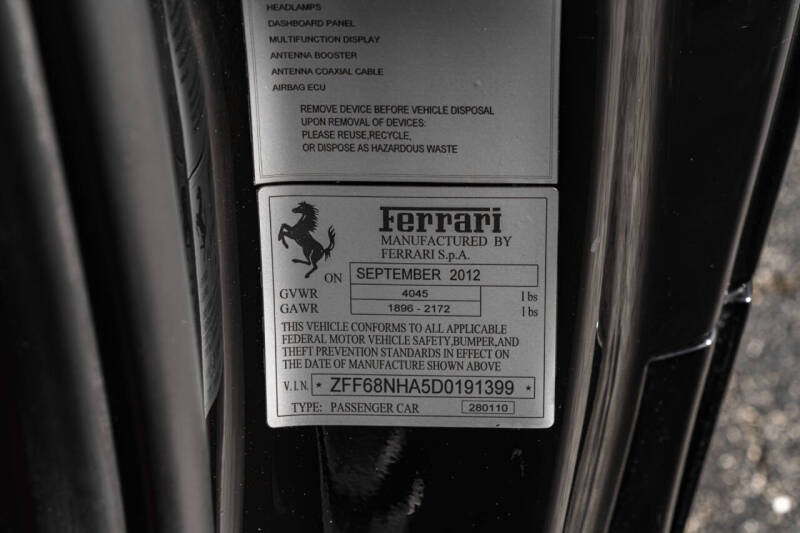 HEADLAMPS
DASHBOARD PANEL
MULTIFUNCTION DISPLAY
ANTENNA BOOSTER
ANTENNA COAXIAL CABLE
AIRBAG ECU
REMOVE DEVICE BEFORE VEHICLE DISPOSAL
UPON REMOVAL OF DEVICES:
PLEASE REUSE,RECYCLE,
OR DISPOSE AS HAZARDOUS WASTE
Ferrari
MANUFACTURED BY
FERRARI S.p.A.
ON SEPTEMBER 2012
GVWR 4045 lbs
GAWR 1896 - 2172 lbs
THIS VEHICLE CONFORMS TO ALL APPLICABLE
FEDERAL MOTOR VEHICLE SAFETY,BUMPER,AND
THEFT PREVENTION STANDARDS IN EFFECT ON
THE DATE OF MANUFACTURE SHOWN ABOVE
V.I.N. * ZFF68NHA5D0191399 *
TYPE: PASSENGER CAR 280110